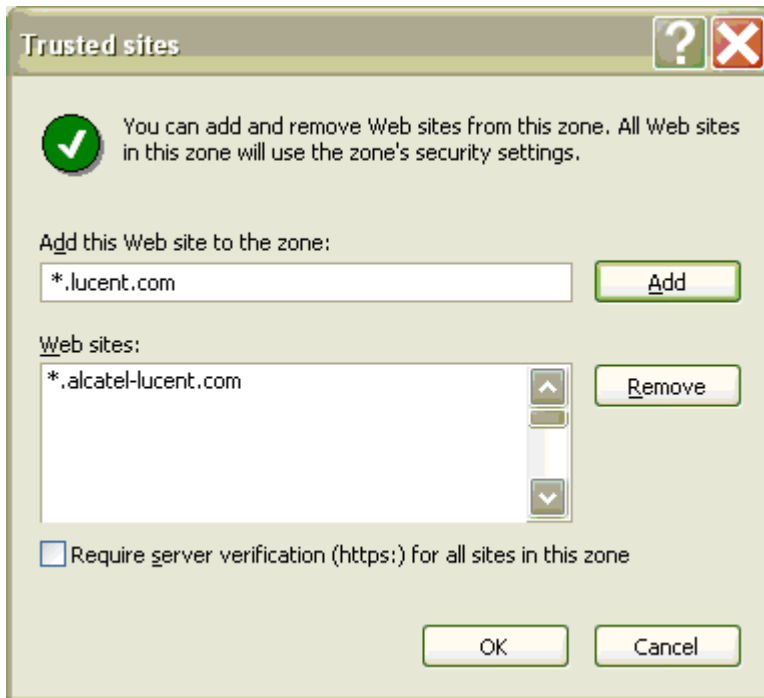 Trusted sites
You can add and remove Web sites from this zone. All Web sites
in this zone will use the zone's security settings.
Add this Web site to the zone:
*.lucent.com
Add
Web sites:
*.alcatel-lucent.com
Remove
Require server verification (https:) for all sites in this zone
OK
Cancel